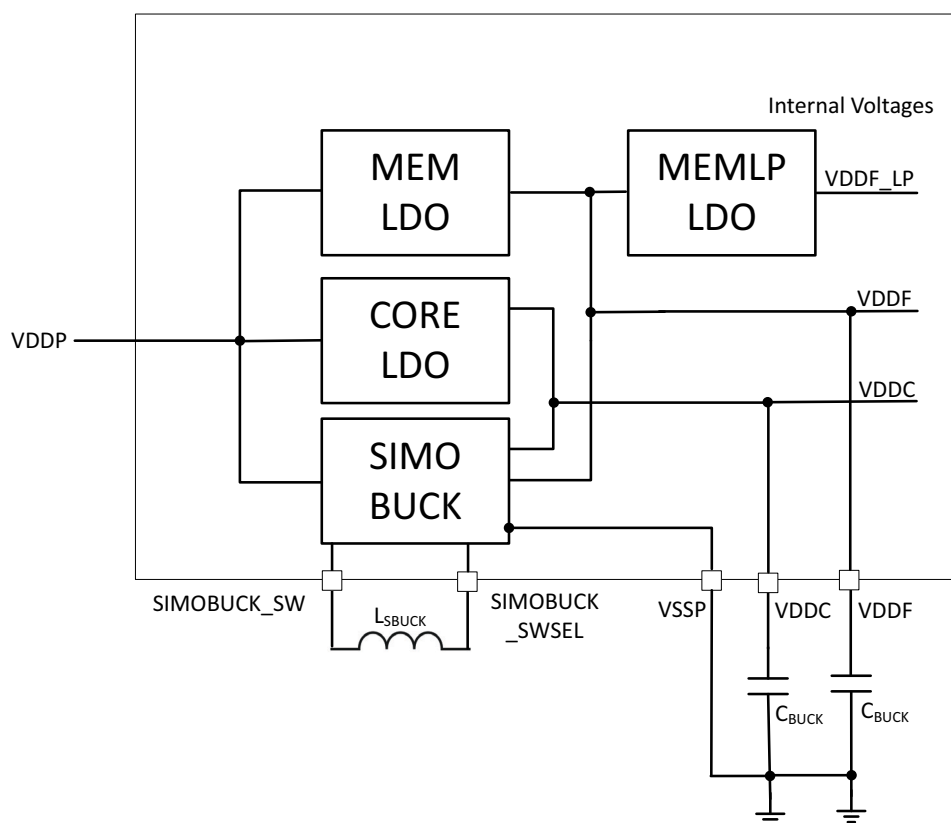 Internal Voltages
MEM
LDO
MEMLP
LDO
VDDF_LP
VDDF
CORE
LDO
VDDP
VDDC
SIMO
BUCK
SIMOBUCK_SW
SIMOBUCK
_SWSEL
LSBUCK
VSSP
VDDC
VDDF
CBUCK
CBUCK